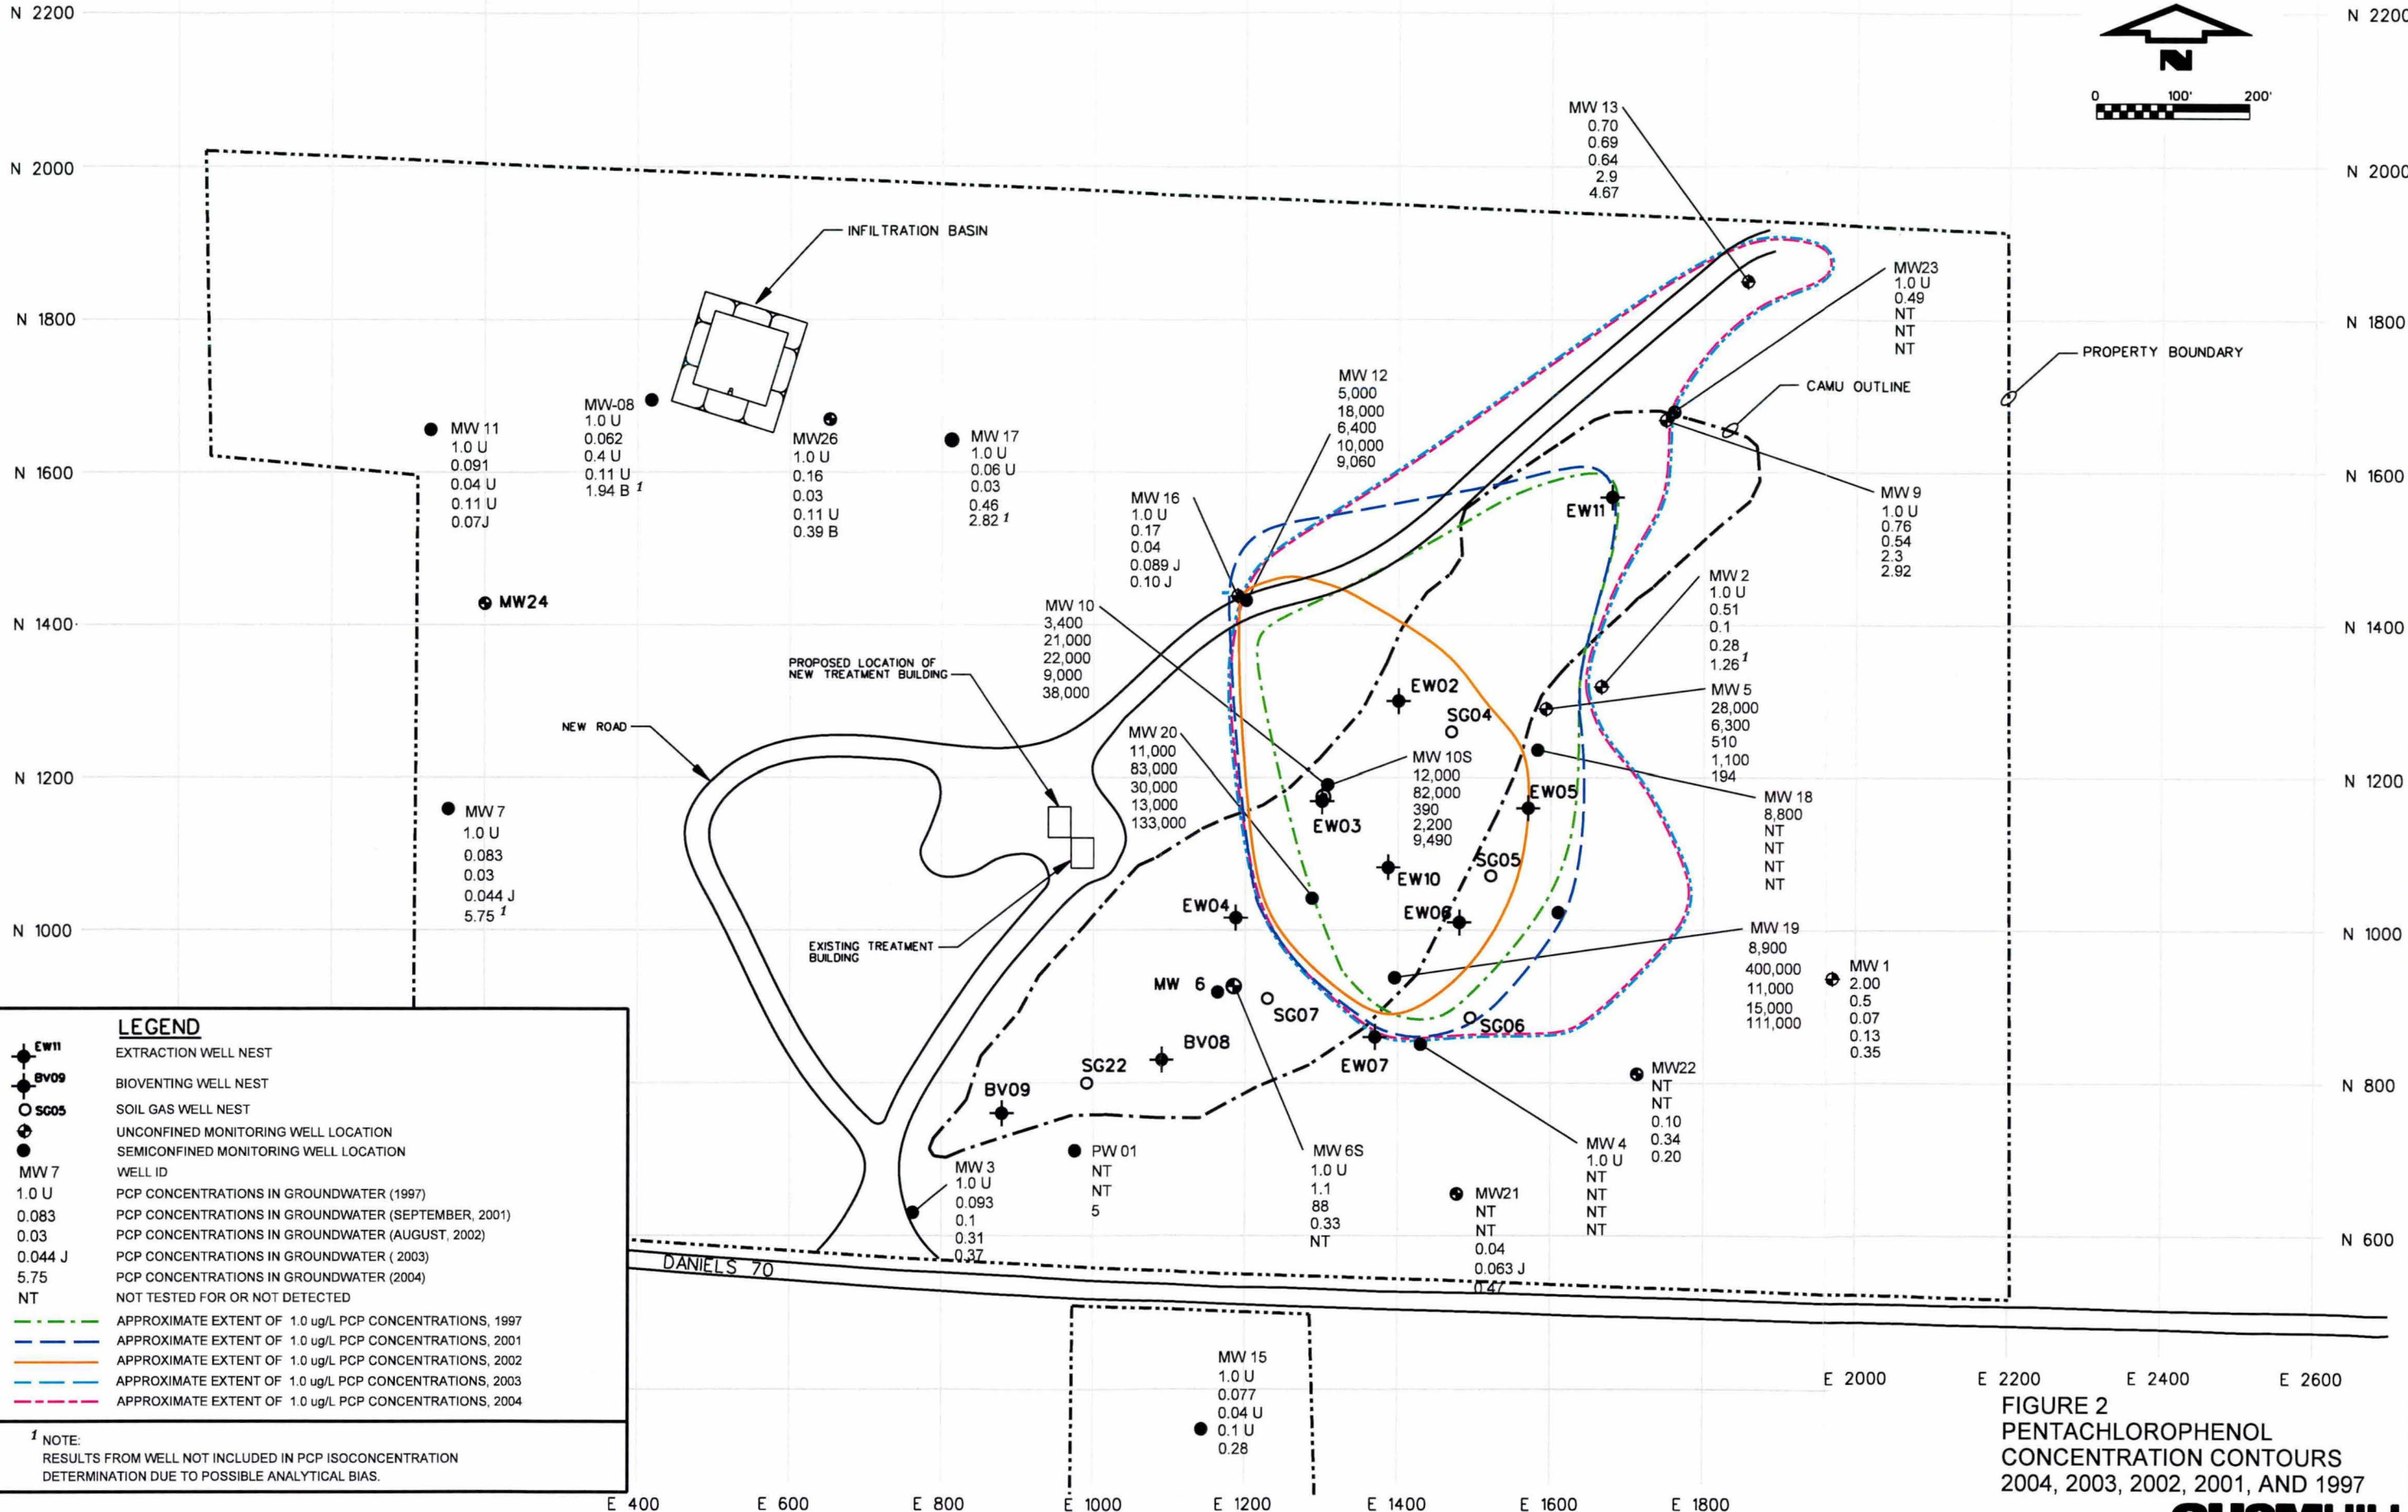 N 2200
N 2200
N 2000
N 2000
N 1800
N 1800
N 1600
N 1600
N 1400
N 1400
N 1200
N 1200
N 1000
N 1000
N 800
N 600
N
0 100' 200'
INFILTRATION BASIN
MW 13
0.70
0.69
0.64
2.9
4.67
MW23
1.0 U
0.49
NT
NT
NT
PROPERTY BOUNDARY
CAMU OUTLINE
MW 12
5,000
18,000
6,400
10,000
9,060
MW 11
1.0 U
0.091
0.04 U
0.11 U
0.07J
MW-08
1.0 U
0.062
0.4 U
0.11 U
1.94 B 1
MW26
1.0 U
0.16
0.03
0.11 U
0.39 B
MW 17
1.0 U
0.06 U
0.03
0.46
2.82 1
MW 16
1.0 U
0.17
0.04
0.089 J
0.10 J
EW11
MW 9
1.0 U
0.76
0.54
2.3
2.92
MW 2
1.0 U
0.51
0.1
0.28
1.26 1
MW24
MW 10
3,400
21,000
22,000
9,000
38,000
PROPOSED LOCATION OF
NEW TREATMENT BUILDING
NEW ROAD
EW02
SG04
MW 5
28,000
6,300
510
1,100
194
MW 20
11,000
83,000
30,000
13,000
133,000
MW 10S
12,000
82,000
390
2,200
9,490
EW05
EW03
MW 18
8,800
NT
NT
NT
NT
MW 7
1.0 U
0.083
0.03
0.044 J
5.75 1
SG05
EW10
EW04
EW06
EXISTING TREATMENT
BUILDING
MW 19
8,900
400,000
11,000
15,000
111,000
MW 1
2.00
0.5
0.07
0.13
0.35
MW 6
SG07
SG06
BV08
EW07
SG22
BV09
MW22
NT
NT
0.10
0.34
0.20
MW 3
1.0 U
0.093
0.1
0.31
0.37
PW 01
NT
NT
5
MW 6S
1.0 U
1.1
88
0.33
NT
MW21
NT
NT
0.04
0.063 J
0.47
MW 4
1.0 U
NT
NT
NT
NT
DANIELS 70
MW 15
1.0 U
0.077
0.04 U
0.1 U
0.28
LEGEND
EW11 EXTRACTION WELL NEST
BV09 BIOVENTING WELL NEST
SG05 SOIL GAS WELL NEST
UNCONFINED MONITORING WELL LOCATION
SEMICONFINED MONITORING WELL LOCATION
MW 7 WELL ID
1.0 U PCP CONCENTRATIONS IN GROUNDWATER (1997)
0.083 PCP CONCENTRATIONS IN GROUNDWATER (SEPTEMBER, 2001)
0.03 PCP CONCENTRATIONS IN GROUNDWATER (AUGUST, 2002)
0.044 J PCP CONCENTRATIONS IN GROUNDWATER ( 2003)
5.75 PCP CONCENTRATIONS IN GROUNDWATER (2004)
NT NOT TESTED FOR OR NOT DETECTED
APPROXIMATE EXTENT OF 1.0 ug/L PCP CONCENTRATIONS, 1997
APPROXIMATE EXTENT OF 1.0 ug/L PCP CONCENTRATIONS, 2001
APPROXIMATE EXTENT OF 1.0 ug/L PCP CONCENTRATIONS, 2002
APPROXIMATE EXTENT OF 1.0 ug/L PCP CONCENTRATIONS, 2003
APPROXIMATE EXTENT OF 1.0 ug/L PCP CONCENTRATIONS, 2004
1 NOTE:
RESULTS FROM WELL NOT INCLUDED IN PCP ISOCONCENTRATION
DETERMINATION DUE TO POSSIBLE ANALYTICAL BIAS.
E 400 E 600 E 800 E 1000 E 1200 E 1400 E 1600 E 1800
E 2000 E 2200 E 2400 E 2600
FIGURE 2
PENTACHLOROPHENOL
CONCENTRATION CONTOURS
2004, 2003, 2002, 2001, AND 1997